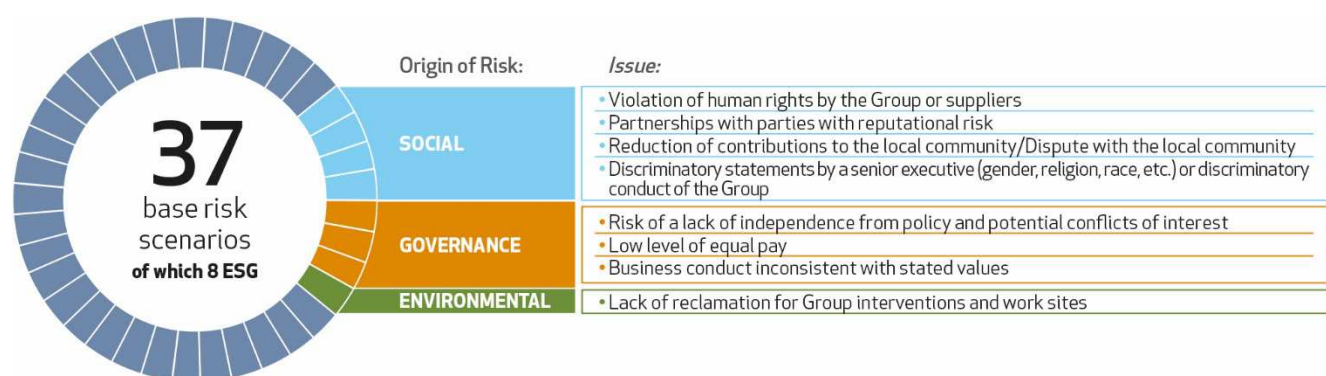 37
base risk
scenarios
of which 8 ESG
Origin of Risk:
Issue:
SOCIAL
• Violation of human rights by the Group or suppliers
• Partnerships with parties with reputational risk
• Reduction of contributions to the local community/Dispute with the local community
• Discriminatory statements by a senior executive (gender, religion, race, etc.) or discriminatory
conduct of the Group
GOVERNANCE
• Risk of a lack of independence from policy and potential conflicts of interest
• Low level of equal pay
• Business conduct inconsistent with stated values
ENVIRONMENTAL
• Lack of reclamation for Group interventions and work sites